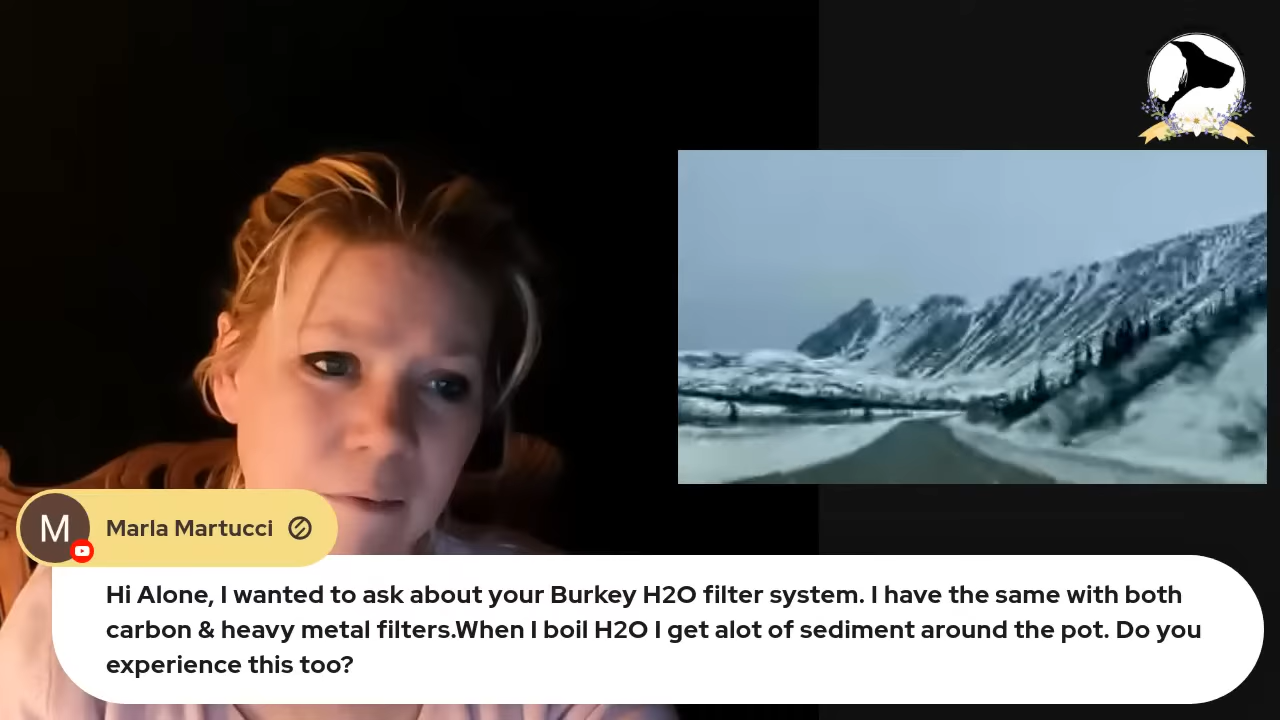 M
Marla Martucci
Hi Alone, I wanted to ask about your Burkey H2O filter system. I have the same with both
carbon & heavy metal filters.When I boil H2O I get alot of sediment around the pot. Do you
experience this too?